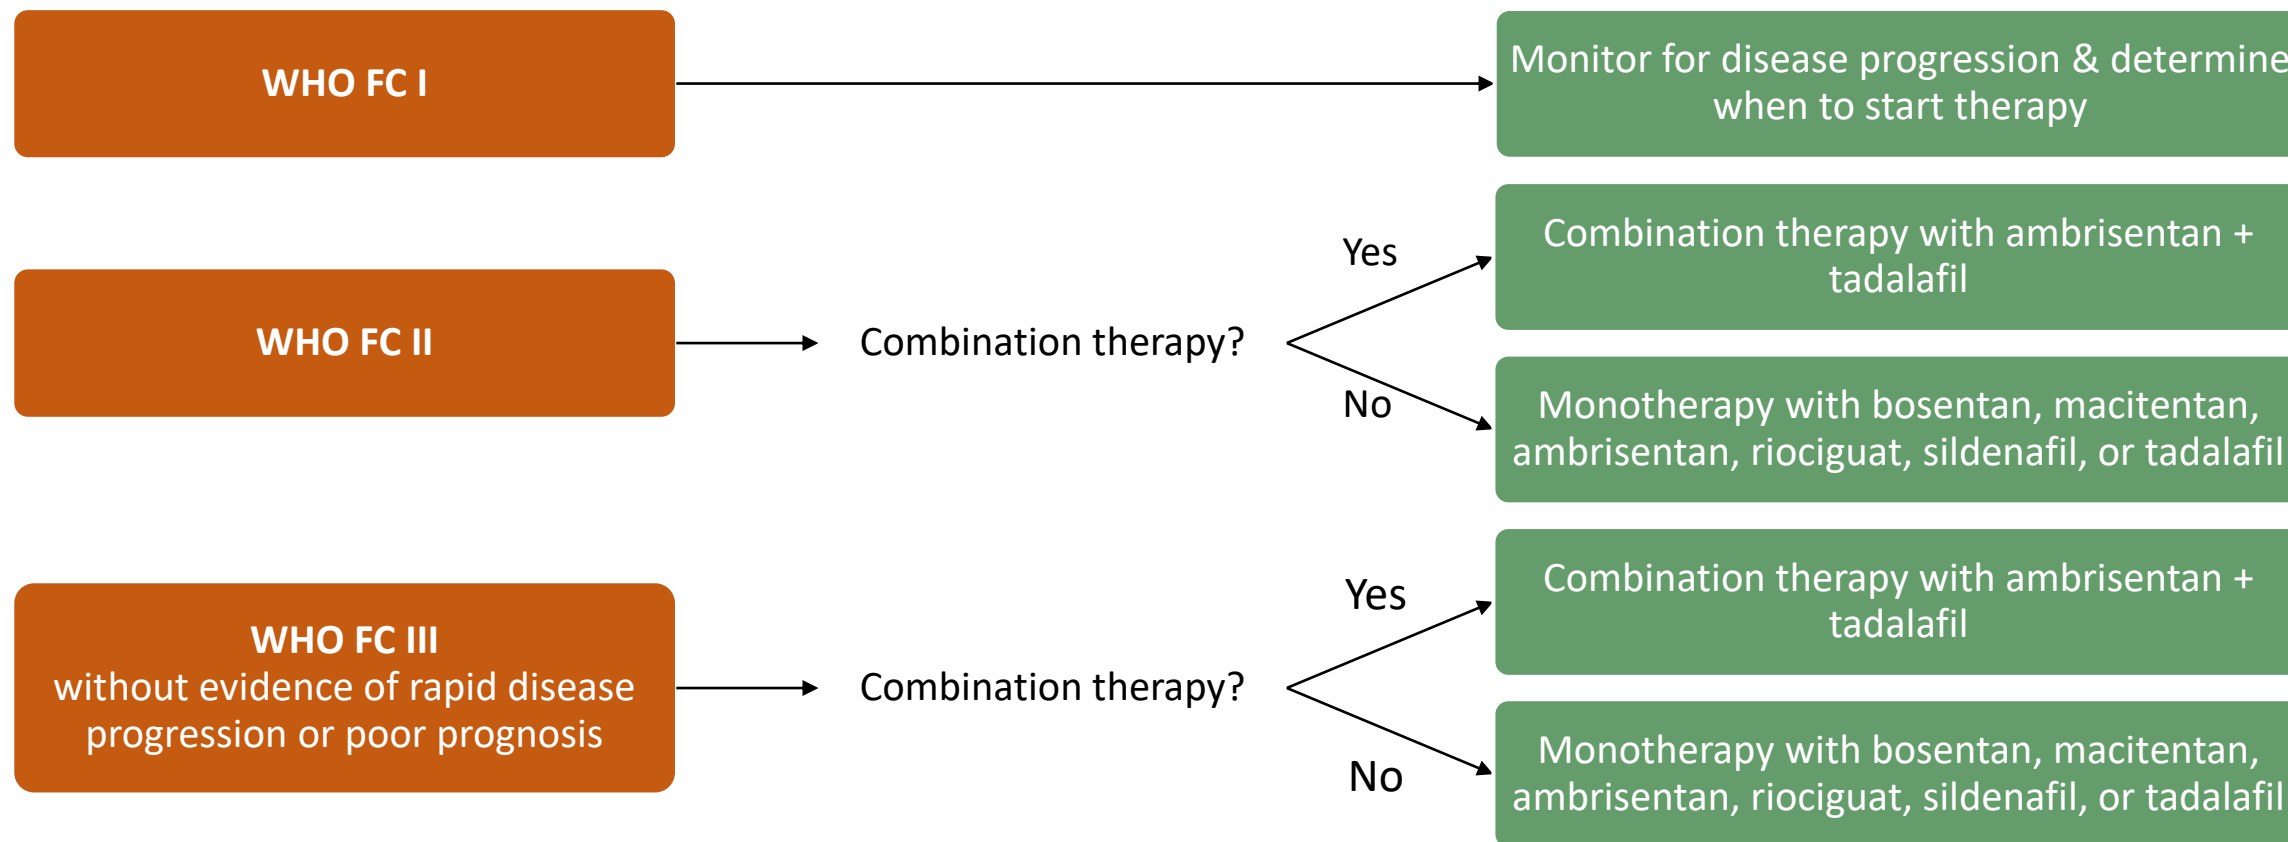 WHO FC I
Monitor for disease progression & determine
when to start therapy
WHO FC II
Combination therapy?
Yes
No
Combination therapy with ambrisentan +
tadalafil
Monotherapy with bosentan, macitentan,
ambrisentan, riociguat, sildenafil, or tadalafil
WHO FC III
without evidence of rapid disease
progression or poor prognosis
Combination therapy?
Yes
No
Combination therapy with ambrisentan +
tadalafil
Monotherapy with bosentan, macitentan,
ambrisentan, riociguat, sildenafil, or tadalafil